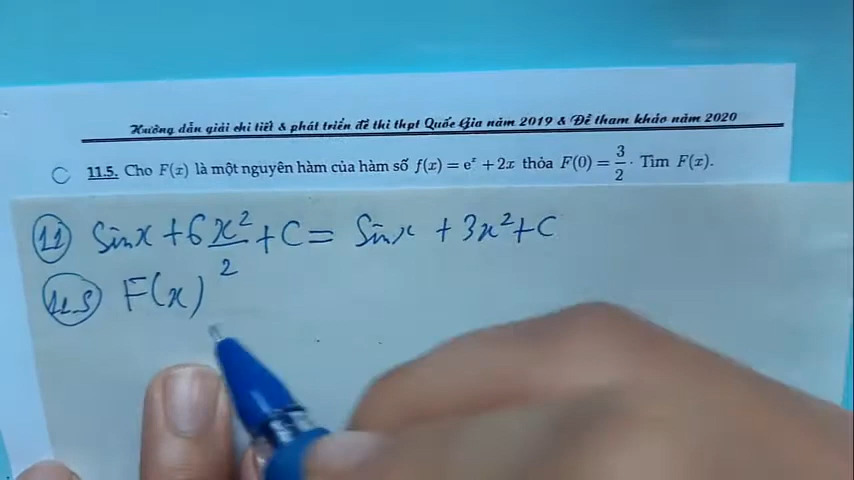 Hướng dẫn giải chi tiết & phát triển đề thi thpt Quốc Gia năm 2019 & Đề tham khảo năm 2020
11.5. Cho F(x) là một nguyên hàm của hàm số f(x) = eˣ + 2x thỏa F(0) = 3/2. Tìm F(x).
11 Sinx + 6 x²/2 + C = Sinx + 3x² + C
11.5 F(x)